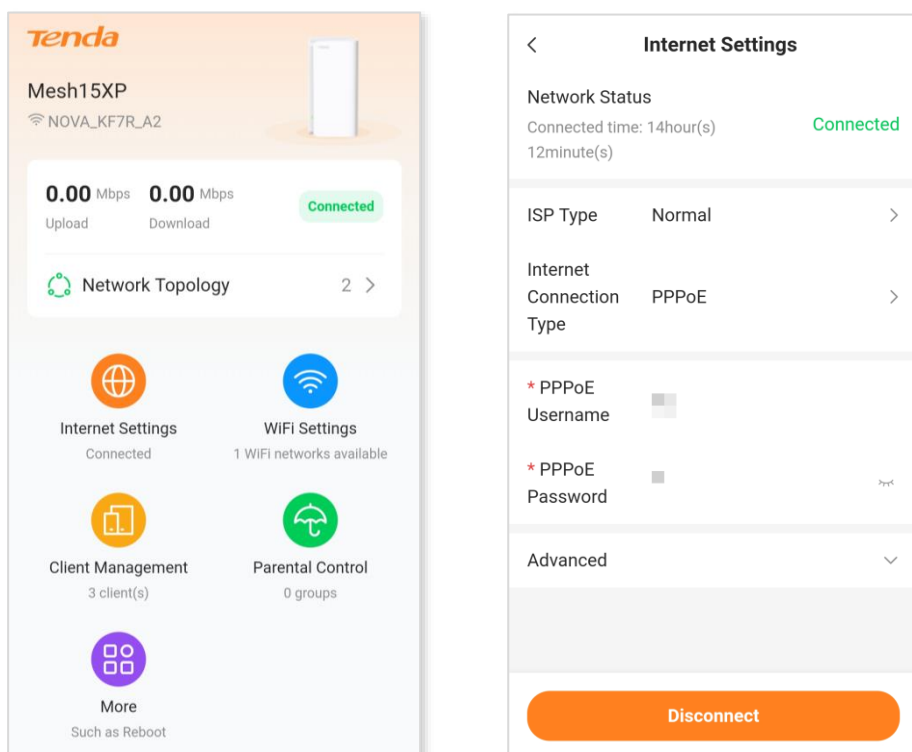 Tenda
Mesh15XP
NOVA_KF7R_A2
0.00 Mbps 0.00 Mbps
Upload Download
Connected
Network Topology 2
Internet Settings
Connected
WiFi Settings
1 WiFi networks available
Client Management
3 client(s)
Parental Control
0 groups
More
Such as Reboot
Internet Settings
Network Status
Connected time: 14hour(s)
12minute(s)
Connected
ISP Type Normal
Internet
Connection
Type
PPPoE
* PPPoE
Username
* PPPoE
Password
Advanced
Disconnect